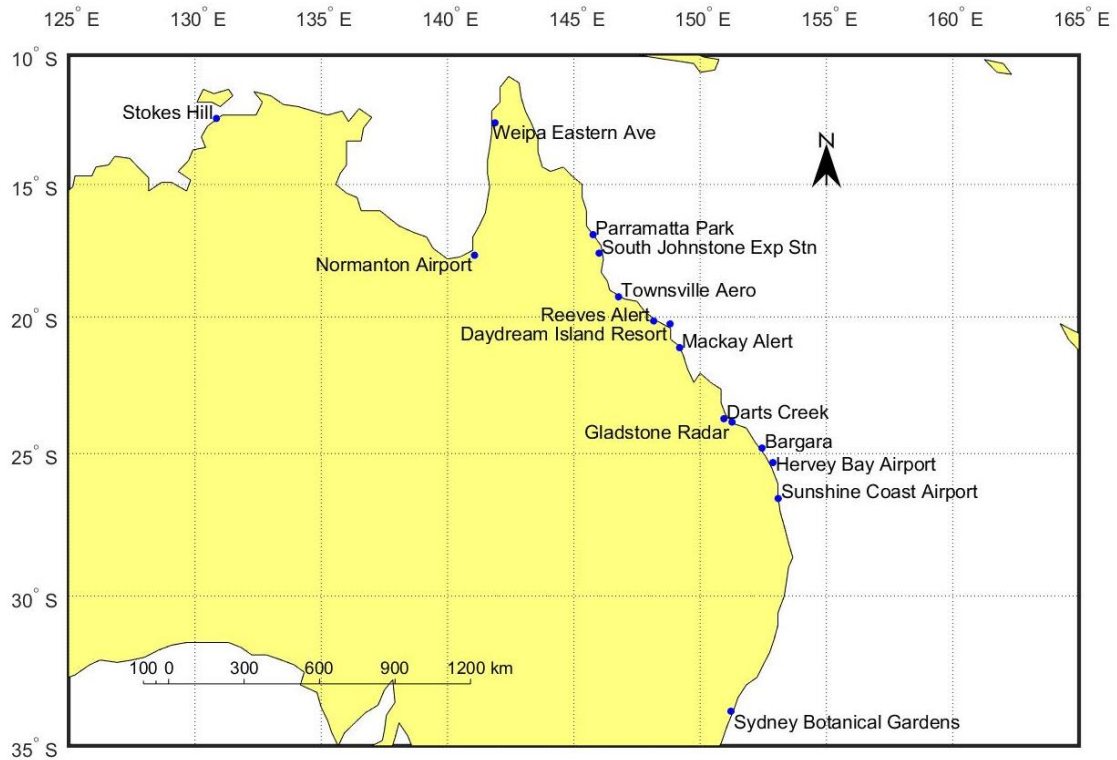 125° E 130° E 135° E 140° E 145° E 150° E 155° E 160° E 165° E
10° S
Stokes Hill
Weipa Eastern Ave
N
15° S
Parramatta Park
South Johnstone Exp Stn
Normanton Airport
Townsville Aero
Reeves Alert
20° S
Daydream Island Resort
Mackay Alert
Darts Creek
Gladstone Radar
Bargara
25° S
Hervey Bay Airport
Sunshine Coast Airport
30° S
100 0 300 600 900 1200 km
Sydney Botanical Gardens
35° S